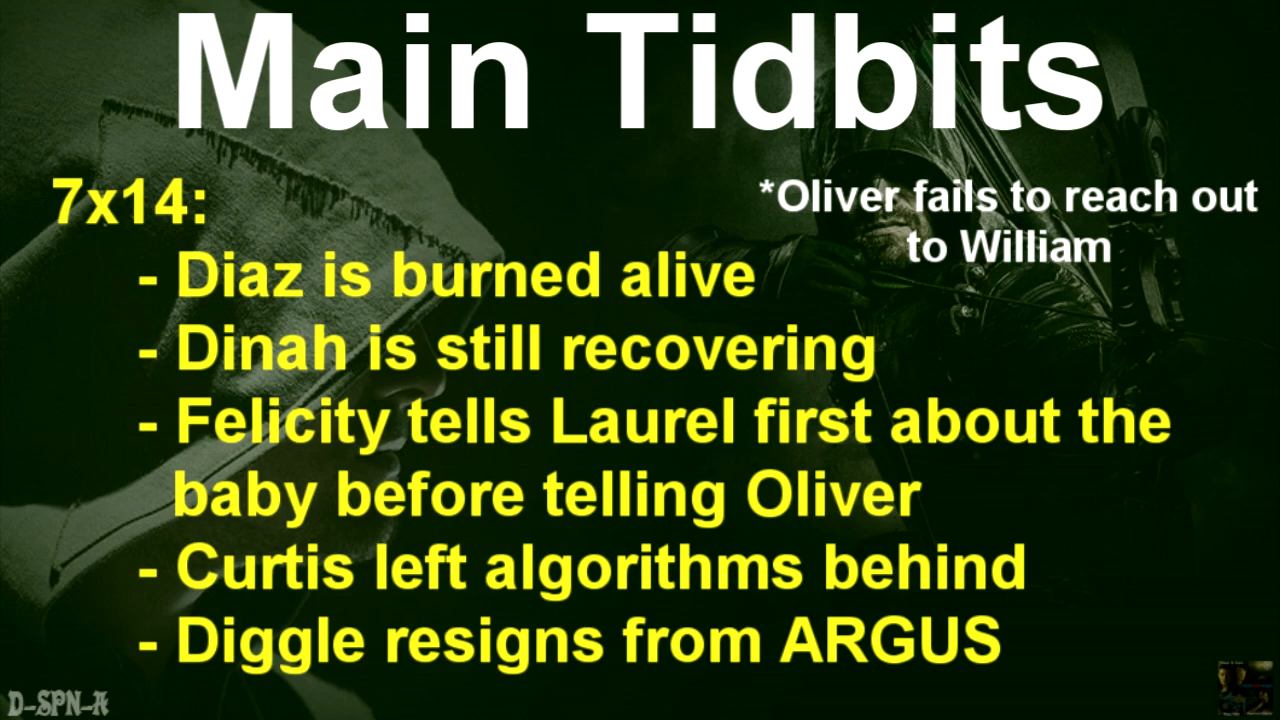 Main Tidbits
7x14:
*Oliver fails to reach out
to William
- Diaz is burned alive
- Dinah is still recovering
- Felicity tells Laurel first about the
baby before telling Oliver
- Curtis left algorithms behind
- Diggle resigns from ARGUS
D-SPN-A